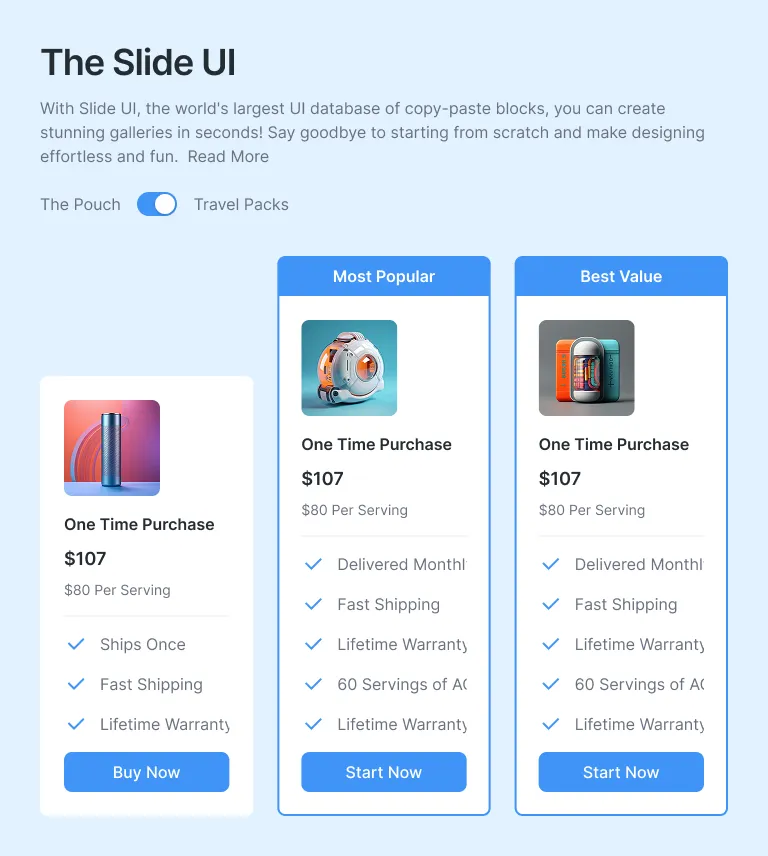 The Slide UI
With Slide UI, the world's largest UI database of copy-paste blocks, you can create
stunning galleries in seconds! Say goodbye to starting from scratch and make designing
effortless and fun. Read More
The Pouch
Travel Packs
One Time Purchase
$107
$80 Per Serving
Ships Once
Fast Shipping
Lifetime Warranty
Buy Now
Most Popular
One Time Purchase
$107
$80 Per Serving
Delivered Monthl
Fast Shipping
Lifetime Warranty
60 Servings of AG
Lifetime Warranty
Start Now
Best Value
One Time Purchase
$107
$80 Per Serving
Delivered Monthl
Fast Shipping
Lifetime Warranty
60 Servings of AG
Lifetime Warranty
Start Now